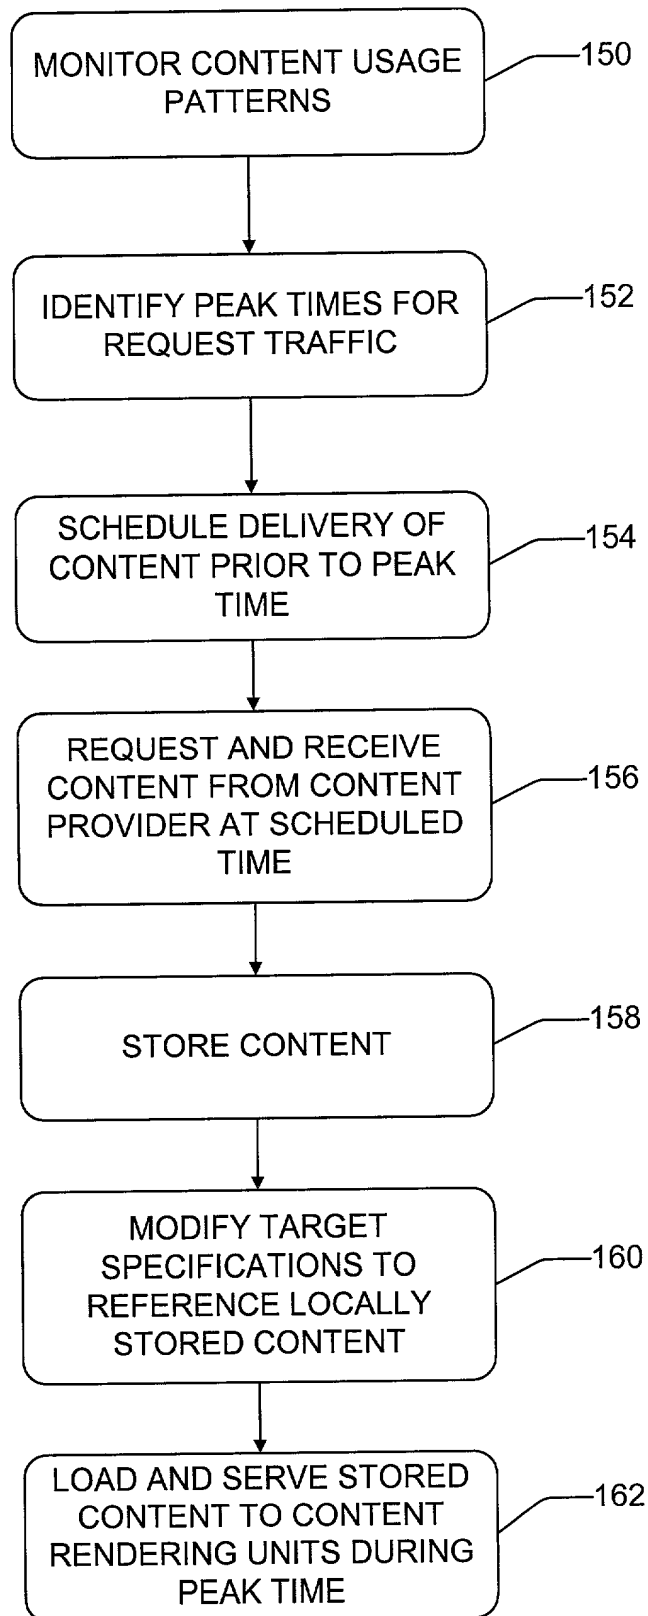 MONITOR CONTENT USAGE
PATTERNS
150
IDENTIFY PEAK TIMES FOR
REQUEST TRAFFIC
152
SCHEDULE DELIVERY OF
CONTENT PRIOR TO PEAK
TIME
154
REQUEST AND RECEIVE
CONTENT FROM CONTENT
PROVIDER AT SCHEDULED
TIME
156
STORE CONTENT
158
MODIFY TARGET
SPECIFICATIONS TO
REFERENCE LOCALLY
STORED CONTENT
160
LOAD AND SERVE STORED
CONTENT TO CONTENT
RENDERING UNITS DURING
PEAK TIME
162